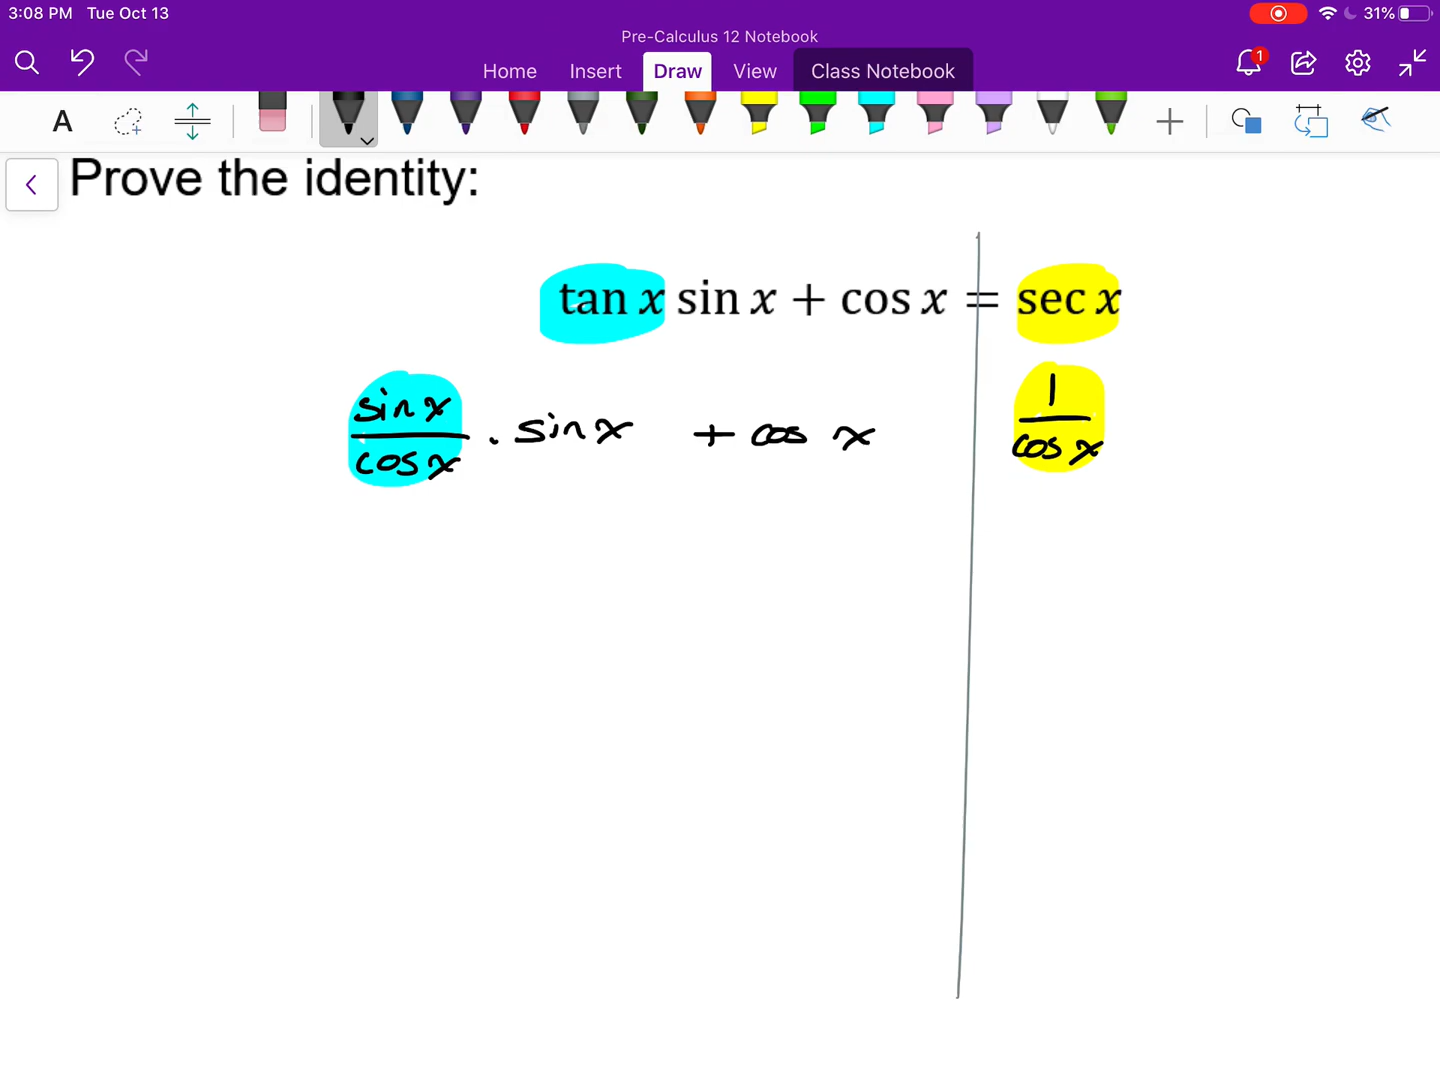 3:08 PM Tue Oct 13
31%
Pre-Calculus 12 Notebook
1
Home Insert Draw View Class Notebook
A
Prove the identity:
tan x sin x + cos x = sec x
sin x / cos x · sin x + cos x
1 / cos x